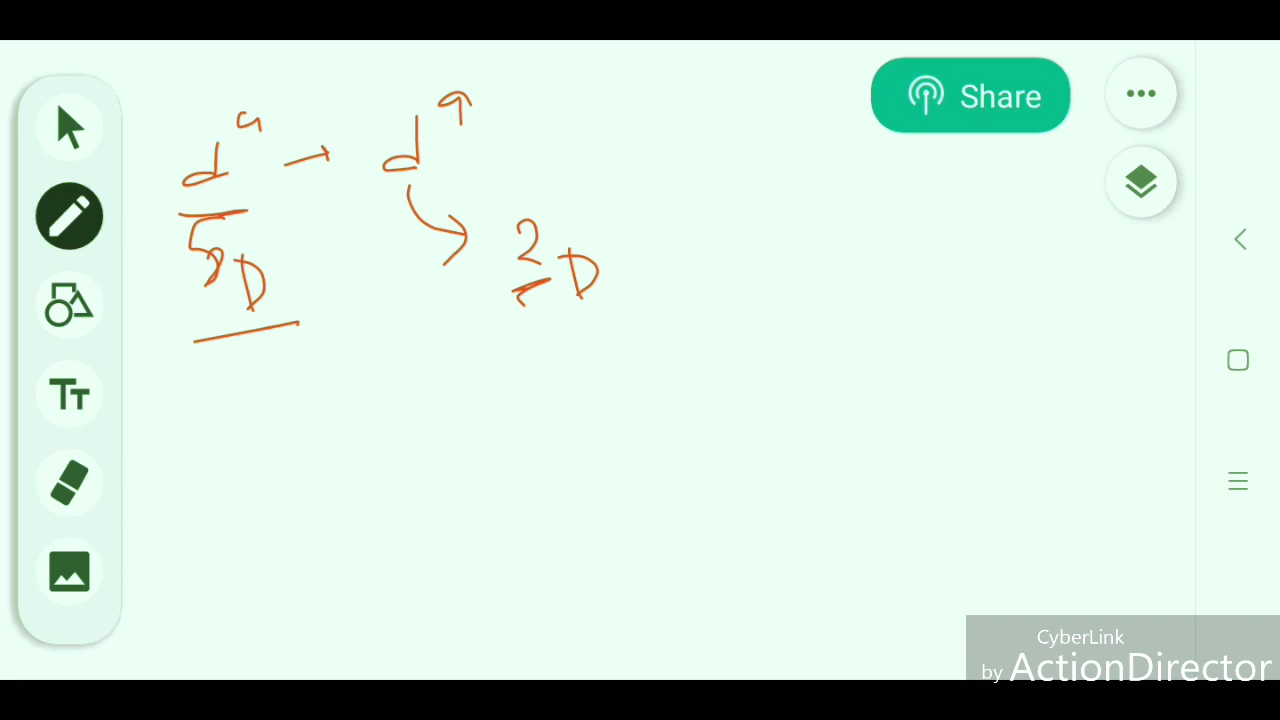 Share
d⁴ → d⁹
5D → 2D
CyberLink
by ActionDirector